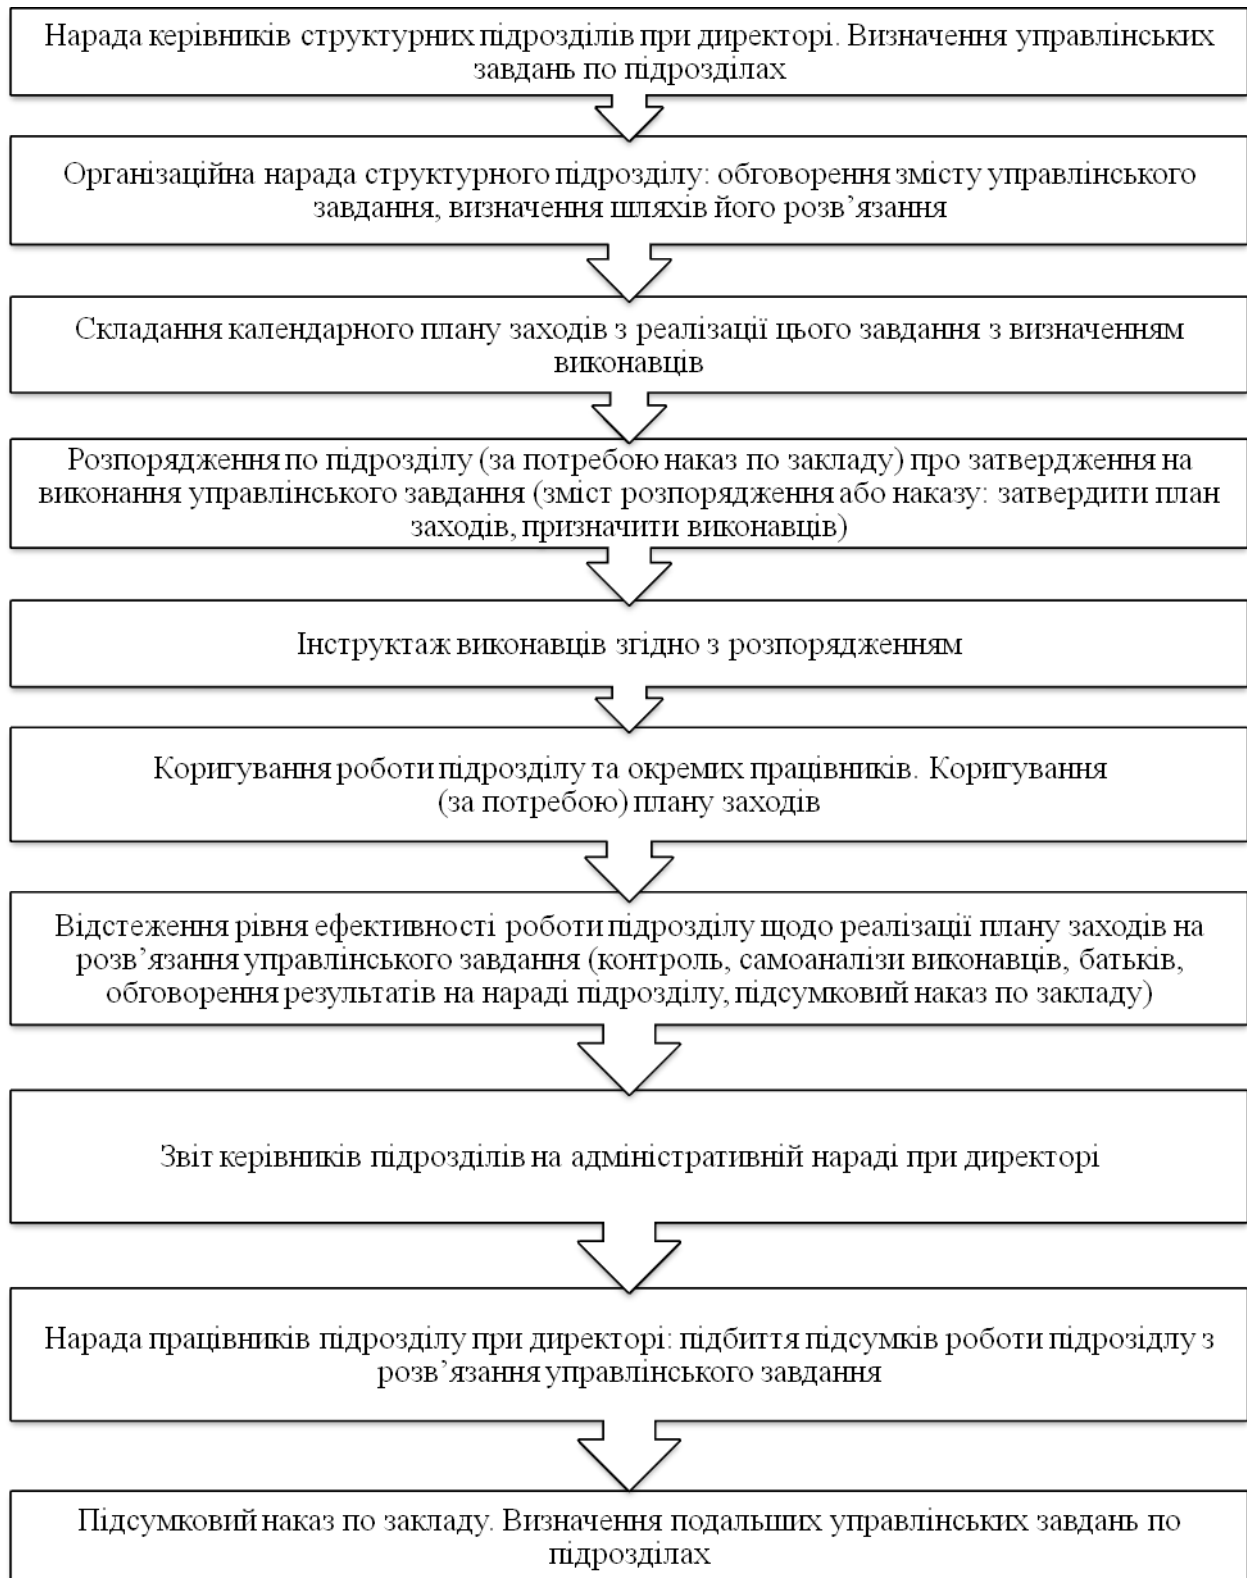 Нарада керівників структурних підрозділів при директорі. Визначення управлінських
завдань по підрозділах
Організаційна нарада структурного підрозділу: обговорення змісту управлінського
завдання, визначення шляхів його розв’язання
Складання календарного плану заходів з реалізації цього завдання з визначенням
виконавців
Розпорядження по підрозділу (за потребою наказ по закладу) про затвердження на
виконання управлінського завдання (зміст розпорядження або наказу: затвердити план
заходів, призначити виконавців)
Інструктаж виконавців згідно з розпорядженням
Коригування роботи підрозділу та окремих працівників. Коригування
(за потребою) плану заходів
Відстеження рівня ефективності роботи підрозділу щодо реалізації плану заходів на
розв’язання управлінського завдання (контроль, самоаналізи виконавців, батьків,
обговорення результатів на нараді підрозділу, підсумковий наказ по закладу)
Звіт керівників підрозділів на адміністративній нараді при директорі
Нарада працівників підрозділу при директорі: підбиття підсумків роботи підрозідлу з
розв’язання управлінського завдання
Підсумковий наказ по закладу. Визначення подальших управлінських завдань по
підрозділах